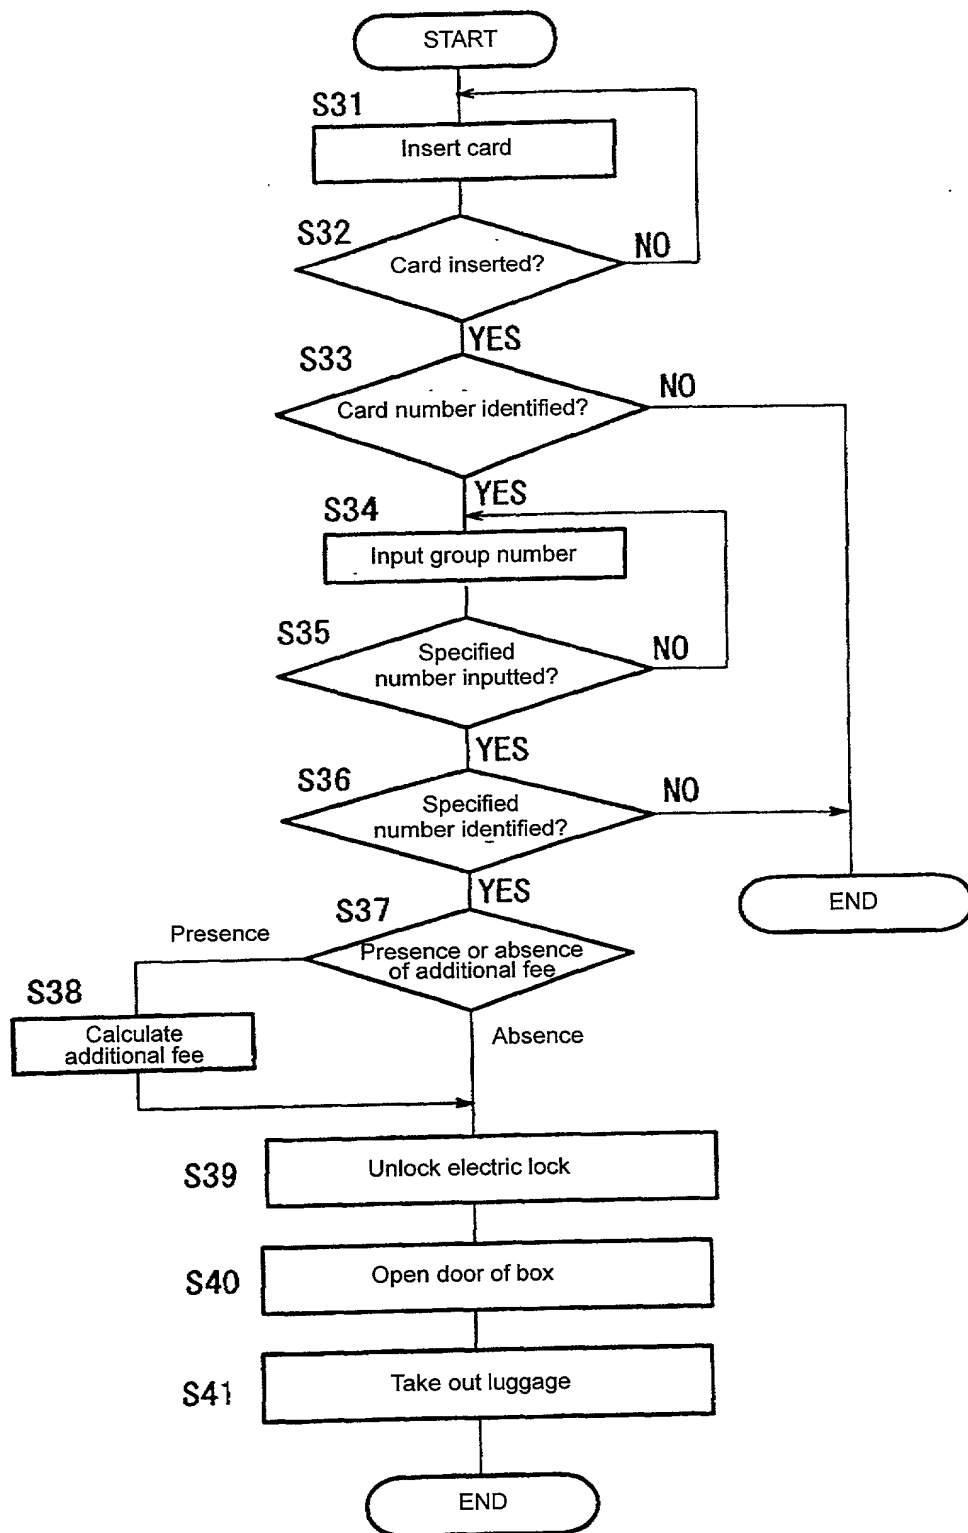 START
S31
Insert card
S32
Card inserted?
NO
YES
S33
Card number identified?
NO
YES
S34
Input group number
S35
Specified
number inputted?
NO
YES
S36
Specified
number identified?
NO
YES
END
S37
Presence
Presence or absence
of additional fee
S38
Calculate
additional fee
Absence
S39
Unlock electric lock
S40
Open door of box
S41
Take out luggage
END